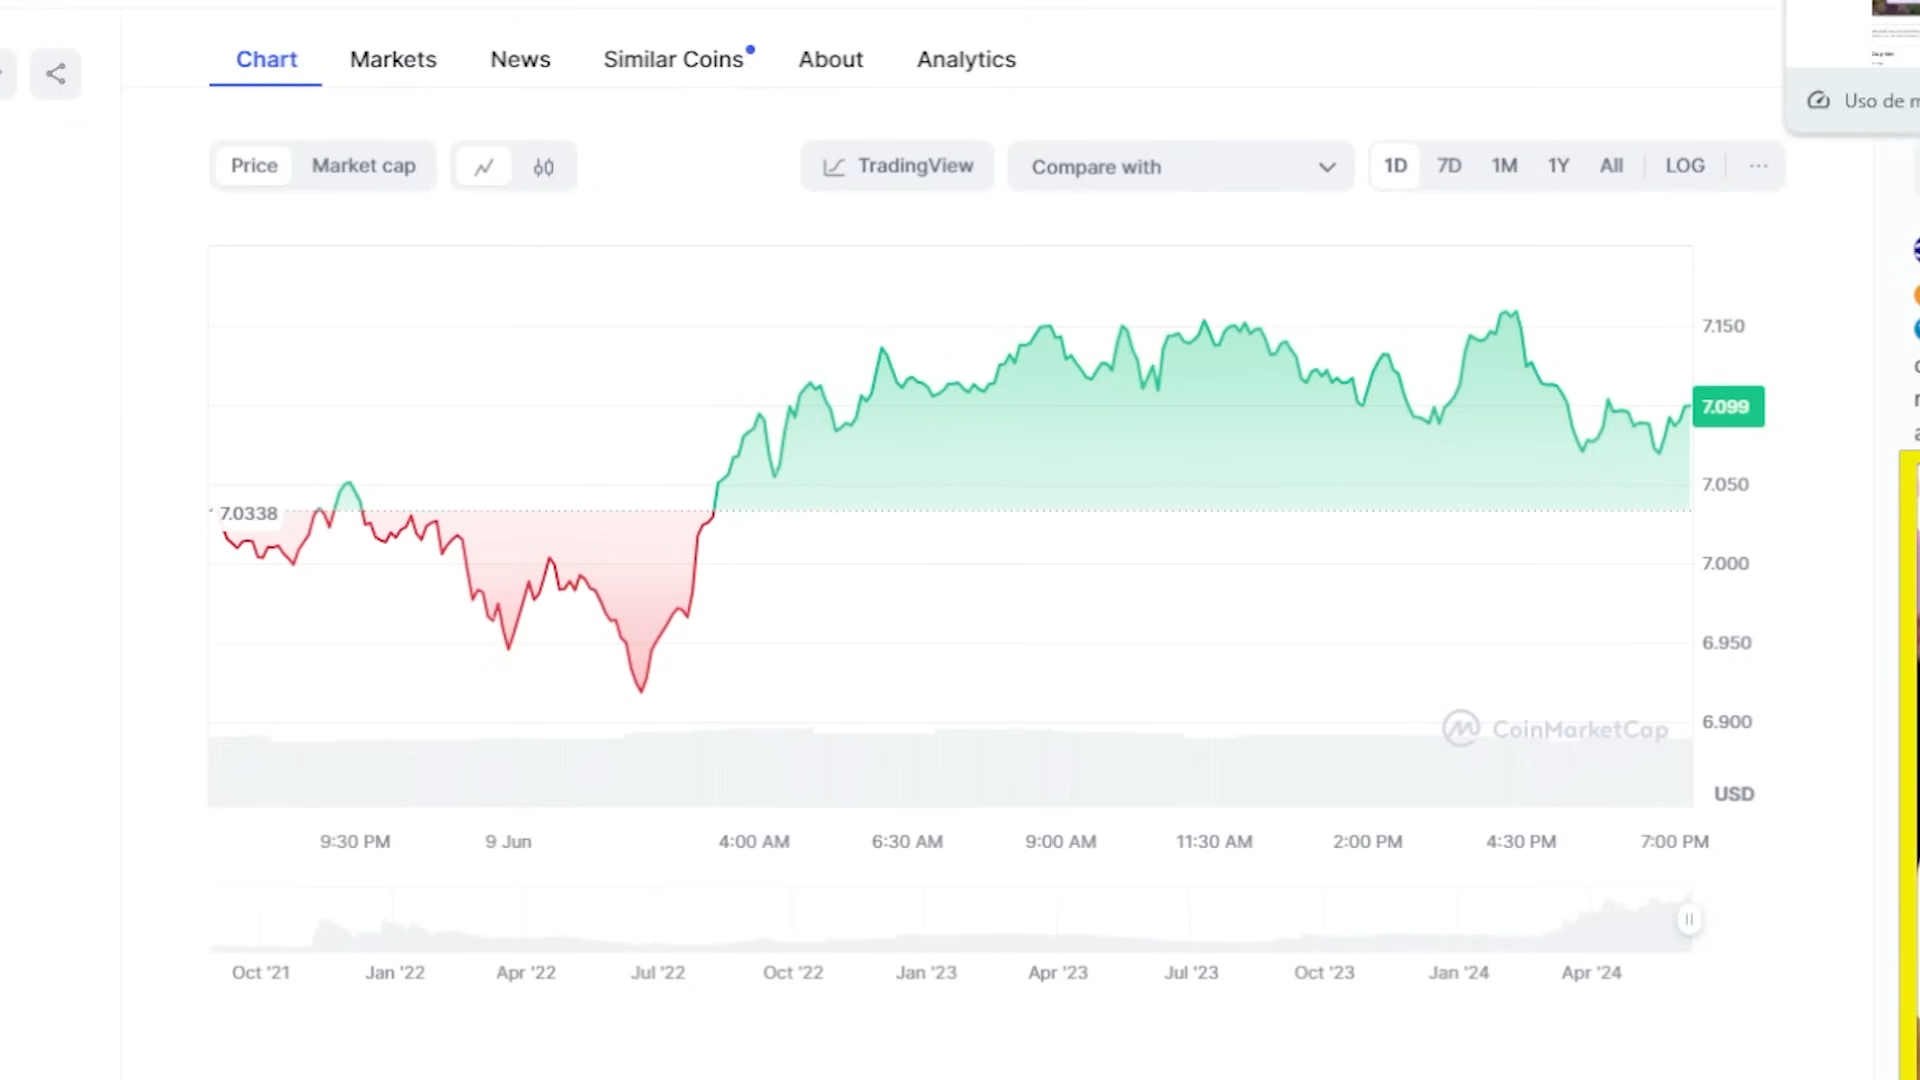 Chart Markets News Similar Coins About Analytics
Uso de
Price Market cap TradingView Compare with 1D 7D 1M 1Y All LOG
7.150
7.099
7.050
7.0338
7.000
6.950
6.900
CoinMarketCap
USD
9:30 PM 9 Jun 4:00 AM 6:30 AM 9:00 AM 11:30 AM 2:00 PM 4:30 PM 7:00 PM
Oct '21 Jan '22 Apr '22 Jul '22 Oct '22 Jan '23 Apr '23 Jul '23 Oct '23 Jan '24 Apr '24